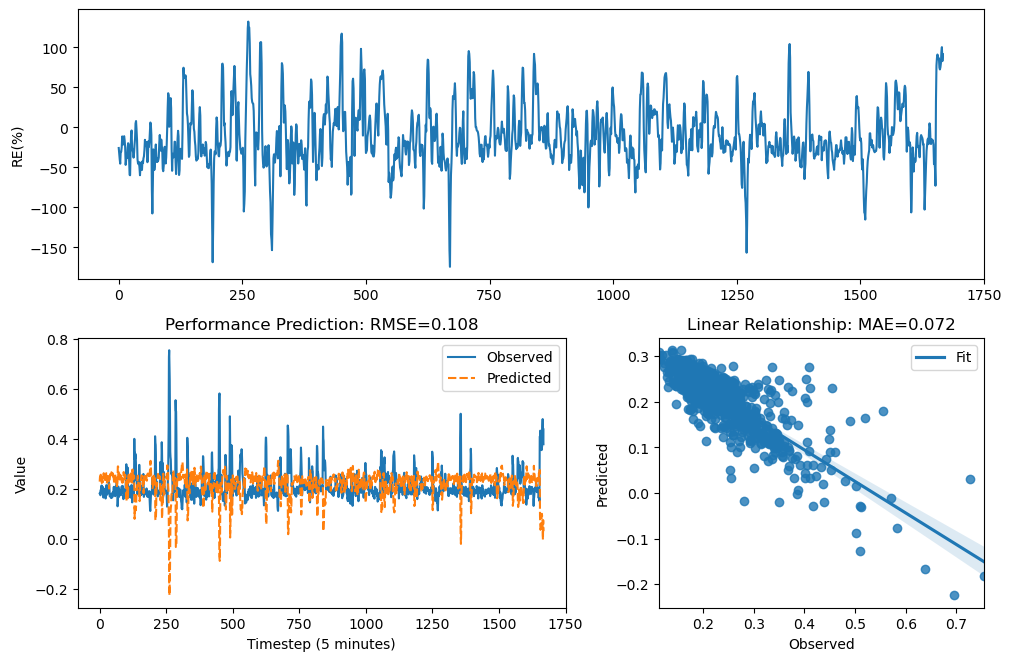 RE(%)
100
50
0
−50
−100
−150
0 250 500 750 1000 1250 1500 1750
Performance Prediction: RMSE=0.108
Value
0.8
0.6
0.4
0.2
0.0
−0.2
Observed
Predicted
0 250 500 750 1000 1250 1500 1750
Timestep (5 minutes)
Linear Relationship: MAE=0.072
Predicted
0.3
0.2
0.1
0.0
−0.1
−0.2
Fit
0.2 0.3 0.4 0.5 0.6 0.7
Observed